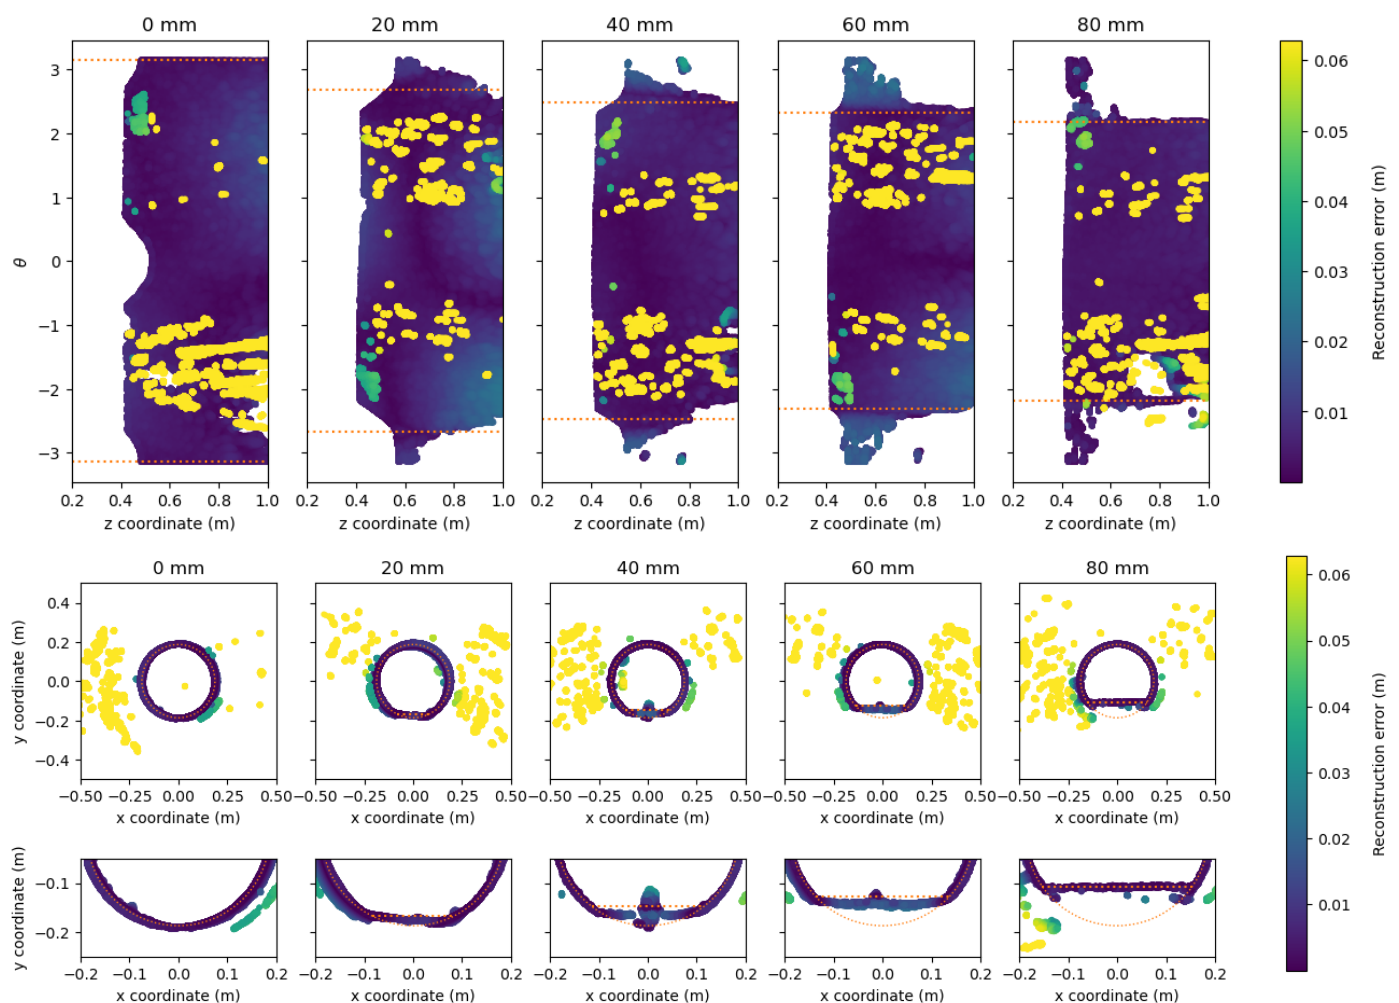 0 mm 20 mm 40 mm 60 mm 80 mm
3
2
1
0
−1
−2
−3
θ
0.2 0.4 0.6 0.8 1.0 0.2 0.4 0.6 0.8 1.0 0.2 0.4 0.6 0.8 1.0 0.2 0.4 0.6 0.8 1.0 0.2 0.4 0.6 0.8 1.0
z coordinate (m) z coordinate (m) z coordinate (m) z coordinate (m) z coordinate (m)
0.06
0.05
0.04
0.03
0.02
0.01
Reconstruction error (m)
0 mm 20 mm 40 mm 60 mm 80 mm
0.4
0.2
0.0
−0.2
−0.4
y coordinate (m)
−0.50 −0.25 0.00 0.25 0.50 −0.50 −0.25 0.00 0.25 0.50 −0.50 −0.25 0.00 0.25 0.50 −0.50 −0.25 0.00 0.25 0.50 −0.50 −0.25 0.00 0.25 0.50
x coordinate (m) x coordinate (m) x coordinate (m) x coordinate (m) x coordinate (m)
−0.1
−0.2
y coordinate (m)
−0.2 −0.1 0.0 0.1 0.2 −0.2 −0.1 0.0 0.1 0.2 −0.2 −0.1 0.0 0.1 0.2 −0.2 −0.1 0.0 0.1 0.2 −0.2 −0.1 0.0 0.1 0.2
x coordinate (m) x coordinate (m) x coordinate (m) x coordinate (m) x coordinate (m)
0.06
0.05
0.04
0.03
0.02
0.01
Reconstruction error (m)